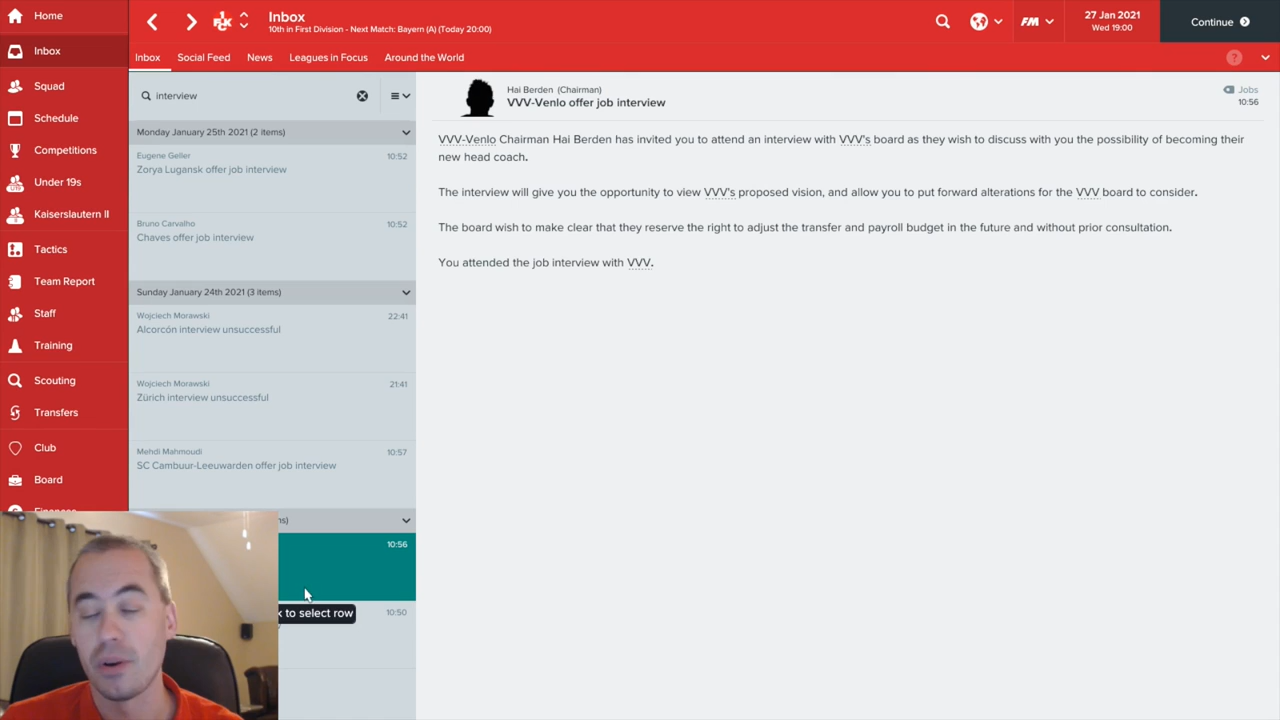 Home
Inbox
Squad
Schedule
Competitions
Under 19s
Kaiserslautern II
Tactics
Team Report
Staff
Training
Scouting
Transfers
Club
Board
Inbox
10th in First Division - Next Match: Bayern (A) (Today 20:00)
FM
27 Jan 2021
Wed 19:00
Continue
Inbox Social Feed News Leagues in Focus Around the World
?
interview
Monday January 25th 2021 (2 items)
Eugene Geller 10:52
Zorya Lugansk offer job interview
Bruno Carvalho 10:52
Chaves offer job interview
Sunday January 24th 2021 (3 items)
Wojciech Morawski 22:41
Alcorcón interview unsuccessful
Wojciech Morawski 21:41
Zürich interview unsuccessful
Mehdi Mahmoudi 10:57
SC Cambuur-Leeuwarden offer job interview
10:56
to select row
10:50
Hai Berden (Chairman)
VVV-Venlo offer job interview
Jobs
10:56
VVV-Venlo Chairman Hai Berden has invited you to attend an interview with VVV's board as they wish to discuss with you the possibility of becoming their
new head coach.
The interview will give you the opportunity to view VVV's proposed vision, and allow you to put forward alterations for the VVV board to consider.
The board wish to make clear that they reserve the right to adjust the transfer and payroll budget in the future and without prior consultation.
You attended the job interview with VVV.